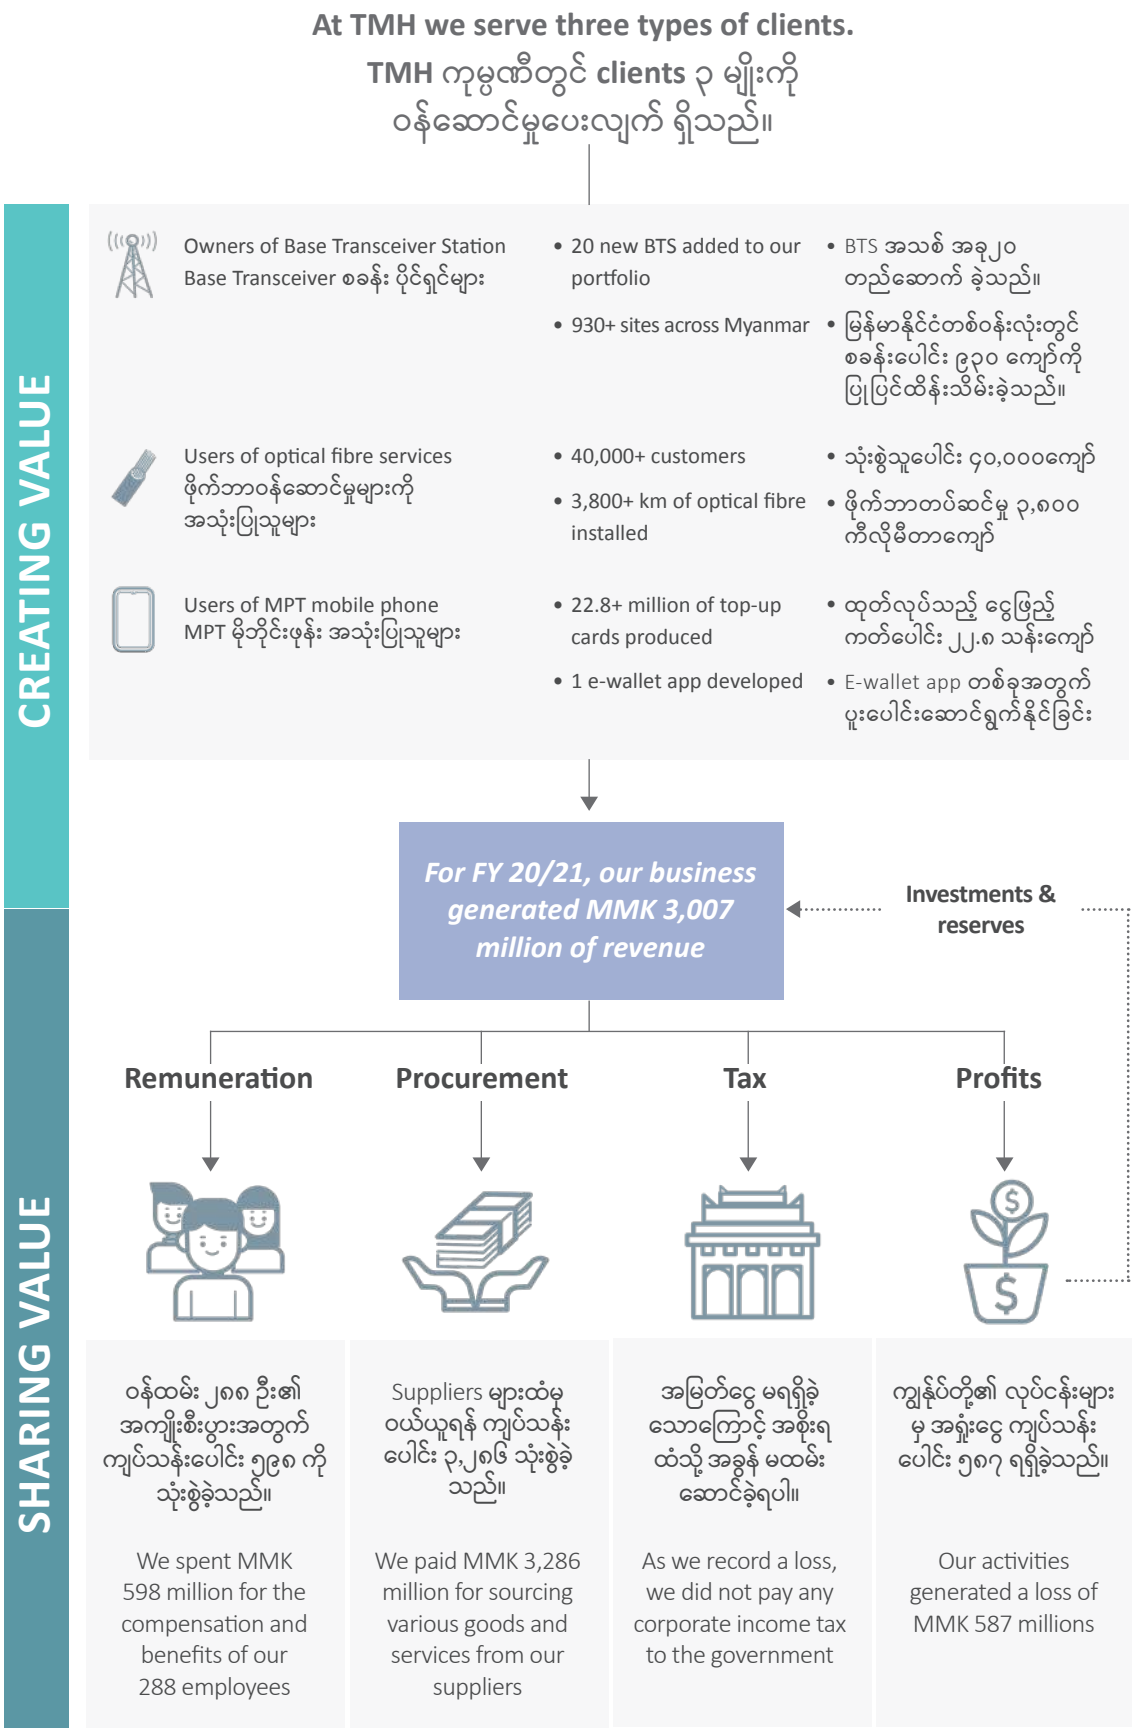 At TMH we serve three types of clients.
TMH ကုမ္ပဏီတွင် clients ၃ မျိုးကို
ဝန်ဆောင်မှုပေးလျက် ရှိသည်။
CREATING VALUE
Owners of Base Transceiver Station
Base Transceiver စခန်း ပိုင်ရှင်များ
• 20 new BTS added to our
portfolio
• 930+ sites across Myanmar
• BTS အသစ် အခု၂၀
တည်ဆောက် ခဲ့သည်။
• မြန်မာနိုင်ငံတစ်ဝန်းလုံးတွင်
စခန်းပေါင်း ၉၃၀ ကျော်ကို
ပြုပြင်ထိန်းသိမ်းခဲ့သည်။
Users of optical fibre services
ဖိုက်ဘာဝန်ဆောင်မှုများကို
အသုံးပြုသူများ
• 40,000+ customers
• 3,800+ km of optical fibre
installed
• သုံးစွဲသူပေါင်း ၄၀,၀၀၀ကျော်
• ဖိုက်ဘာတပ်ဆင်မှု ၃,၈၀၀
ကီလိုမီတာကျော်
Users of MPT mobile phone
MPT မိုဘိုင်းဖုန်း အသုံးပြုသူများ
• 22.8+ million of top-up
cards produced
• 1 e-wallet app developed
• ထုတ်လုပ်သည့် ငွေဖြည့်
ကတ်ပေါင်း ၂၂.၈ သန်းကျော်
• E-wallet app တစ်ခုအတွက်
ပူးပေါင်းဆောင်ရွက်နိုင်ခြင်း
For FY 20/21, our business
generated MMK 3,007
million of revenue
Investments &
reserves
SHARING VALUE
Remuneration
Procurement
Tax
Profits
$
$
ဝန်ထမ်း ၂၈၈ ဦး၏
အကျိုးစီးပွားအတွက်
ကျပ်သန်းပေါင်း ၅၉၈ ကို
သုံးစွဲခဲ့သည်။
We spent MMK
598 million for the
compensation and
benefits of our
288 employees
Suppliers များထံမှ
ဝယ်ယူရန် ကျပ်သန်း
ပေါင်း ၃,၂၈၆ သုံးစွဲခဲ့
သည်။
We paid MMK 3,286
million for sourcing
various goods and
services from our
suppliers
အမြတ်ငွေ မရရှိခဲ့
သောကြောင့် အစိုးရ
ထံသို့ အခွန် မထမ်း
ဆောင်ခဲ့ရပါ။
As we record a loss,
we did not pay any
corporate income tax
to the government
ကျွန်ုပ်တို့၏ လုပ်ငန်းများ
မှ အရှုံးငွေ ကျပ်သန်း
ပေါင်း ၅၈၇ ရရှိခဲ့သည်။
Our activities
generated a loss of
MMK 587 millions